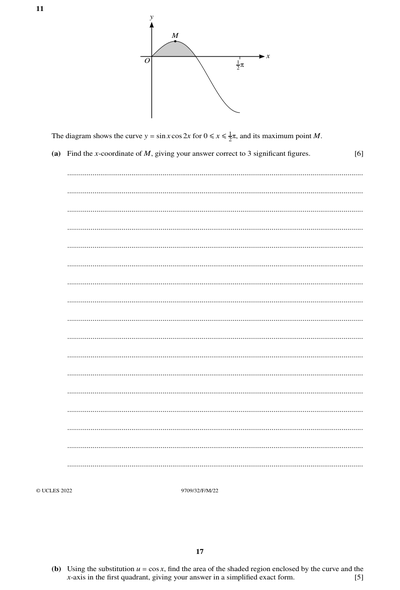 11
y
M
O
x
1/2 π
The diagram shows the curve y = sin x cos 2x for 0 ⩽ x ⩽ 1/2 π, and its maximum point M.
(a) Find the x-coordinate of M, giving your answer correct to 3 significant figures. [6]
© UCLES 2022 9709/32/F/M/22
17
(b) Using the substitution u = cos x, find the area of the shaded region enclosed by the curve and the
x-axis in the first quadrant, giving your answer in a simplified exact form. [5]